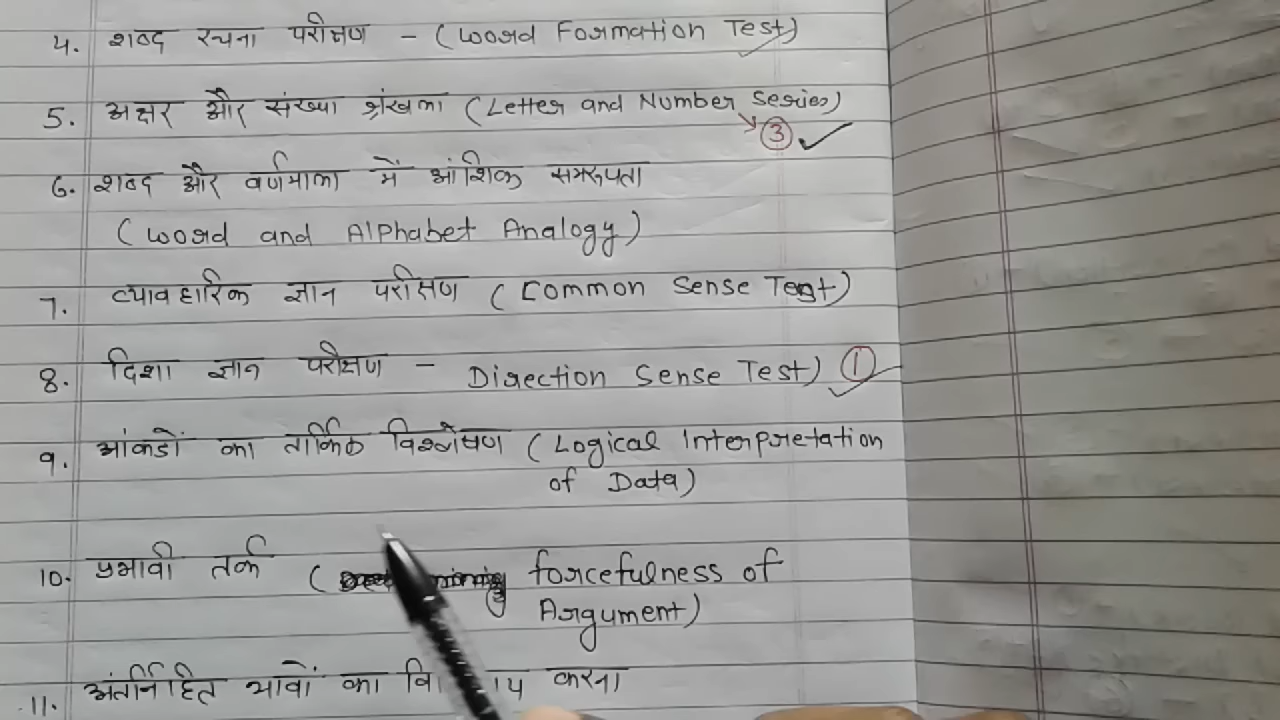 4. शब्द रचना परीक्षण - (Word Formation Test)
5. अक्षर और संख्या श्रंखला (Letter and Number Series)
③
6. शब्द और वर्णमाला में आंशिक समरूपता
(Word and Alphabet Analogy)
7. व्यावहारिक ज्ञान परीक्षण (Common Sense Test)
8. दिशा ज्ञान परीक्षण - Direction Sense Test) ①
9. आंकडों का तार्किक विश्लेषण (Logical Interpretation
of Data)
10. प्रभावी तर्क ( forcefulness of
Argument)
11. अंतर्निहित भावों का करना